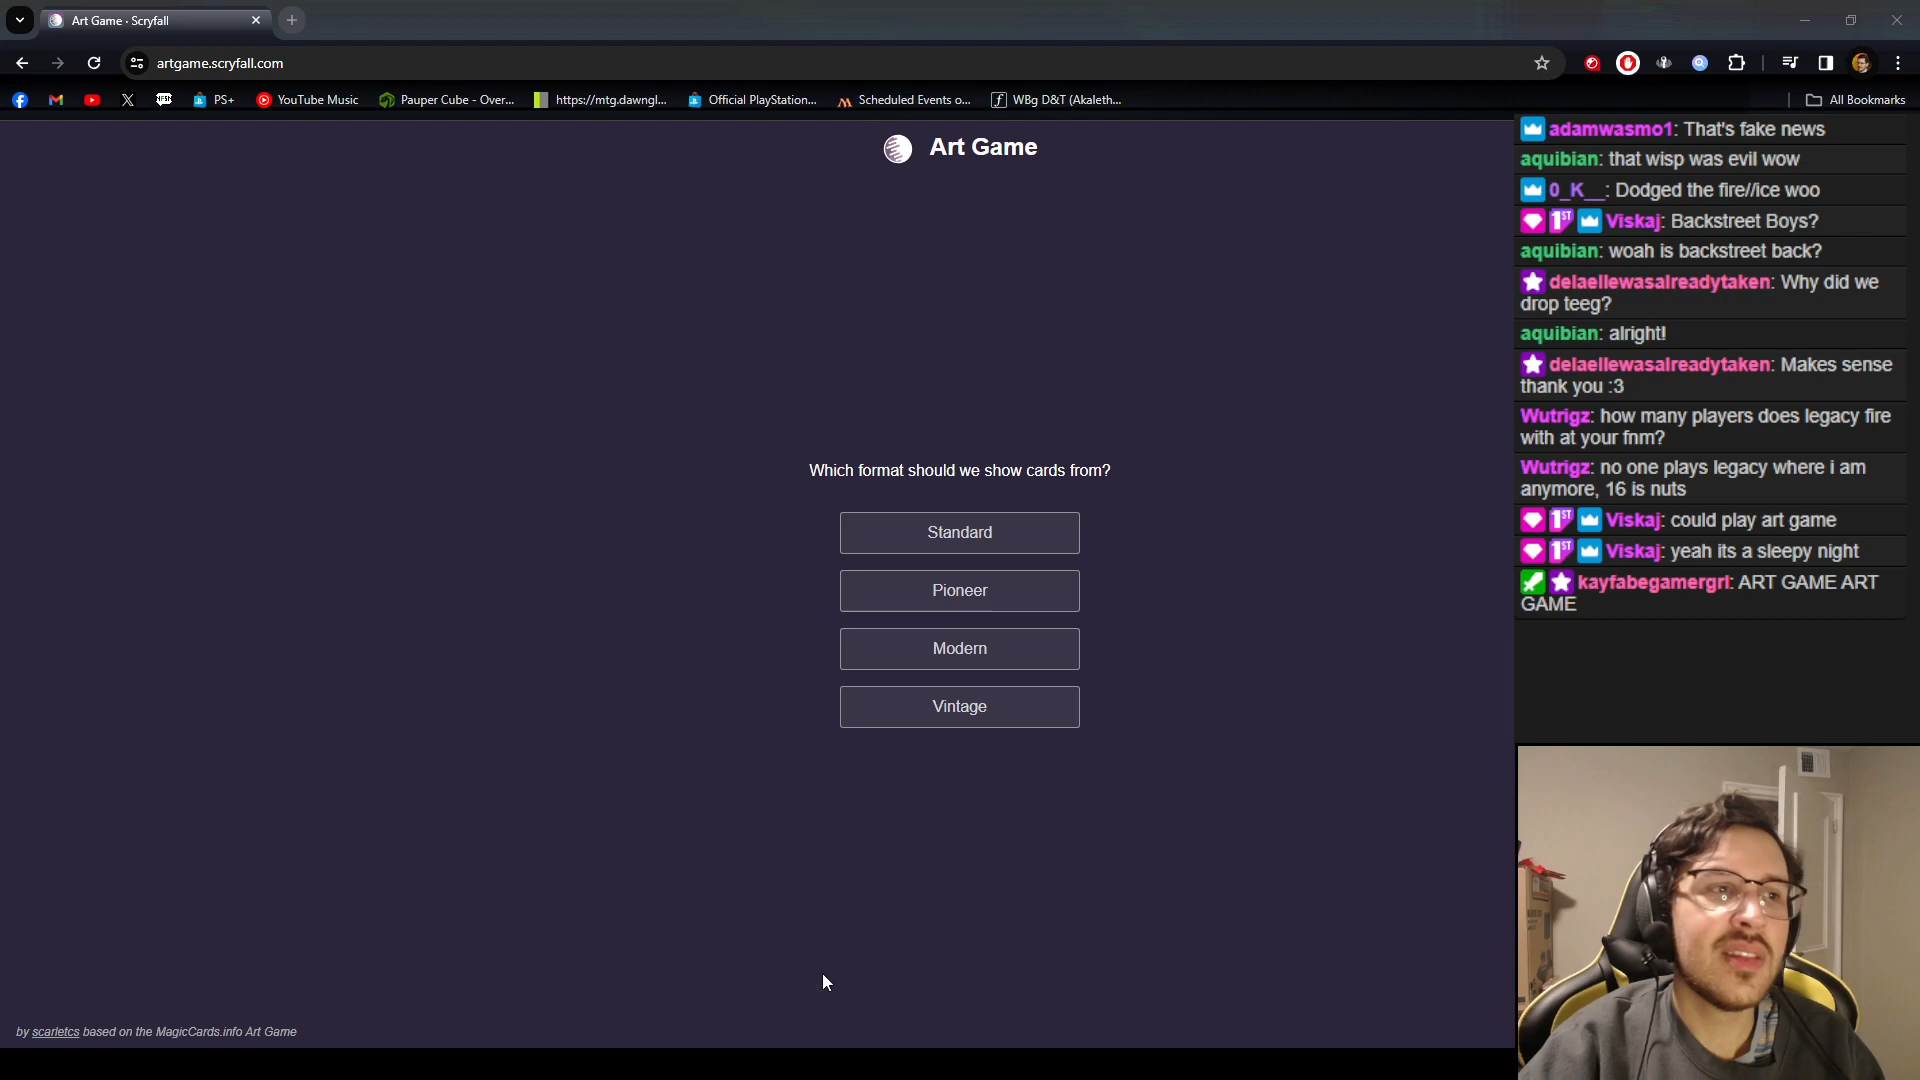 Art Game · Scryfall
artgame.scryfall.com
PS+
YouTube Music
Pauper Cube - Over...
https://mtg.dawngl...
Official PlayStation...
Scheduled Events o...
WBg D&T (Akaleth...
All Bookmarks
Art Game
Which format should we show cards from?
Standard
Pioneer
Modern
Vintage
by scarletcs based on the MagicCards.info Art Game
adamwasmo1: That's fake news
aquibian: that wisp was evil wow
0_K__: Dodged the fire//ice woo
1ST Viskaj: Backstreet Boys?
aquibian: woah is backstreet back?
delaellewasalreadytaken: Why did we
drop teeg?
aquibian: alright!
delaellewasalreadytaken: Makes sense
thank you :3
Wutrigz: how many players does legacy fire
with at your fnm?
Wutrigz: no one plays legacy where i am
anymore, 16 is nuts
1ST Viskaj: could play art game
1ST Viskaj: yeah its a sleepy night
kayfabegamergrl: ART GAME ART
GAME